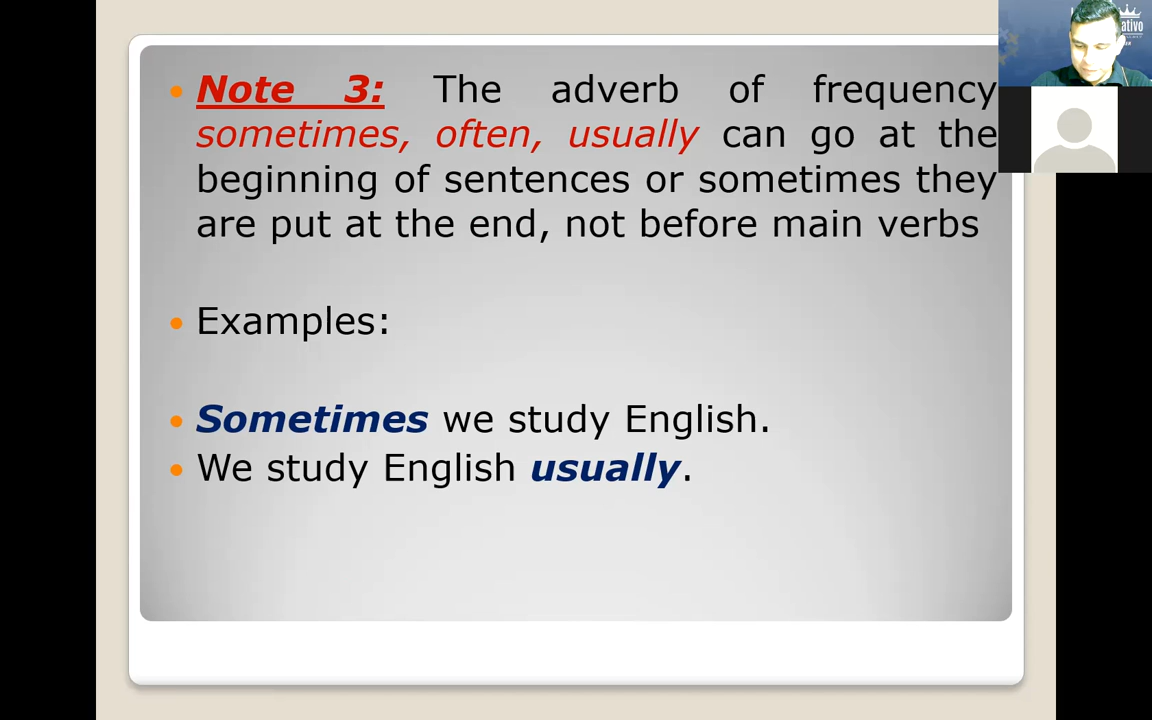 Note 3: The adverb of frequency
sometimes, often, usually can go at the
beginning of sentences or sometimes they
are put at the end, not before main verbs
Examples:
Sometimes we study English.
We study English usually.
ativo